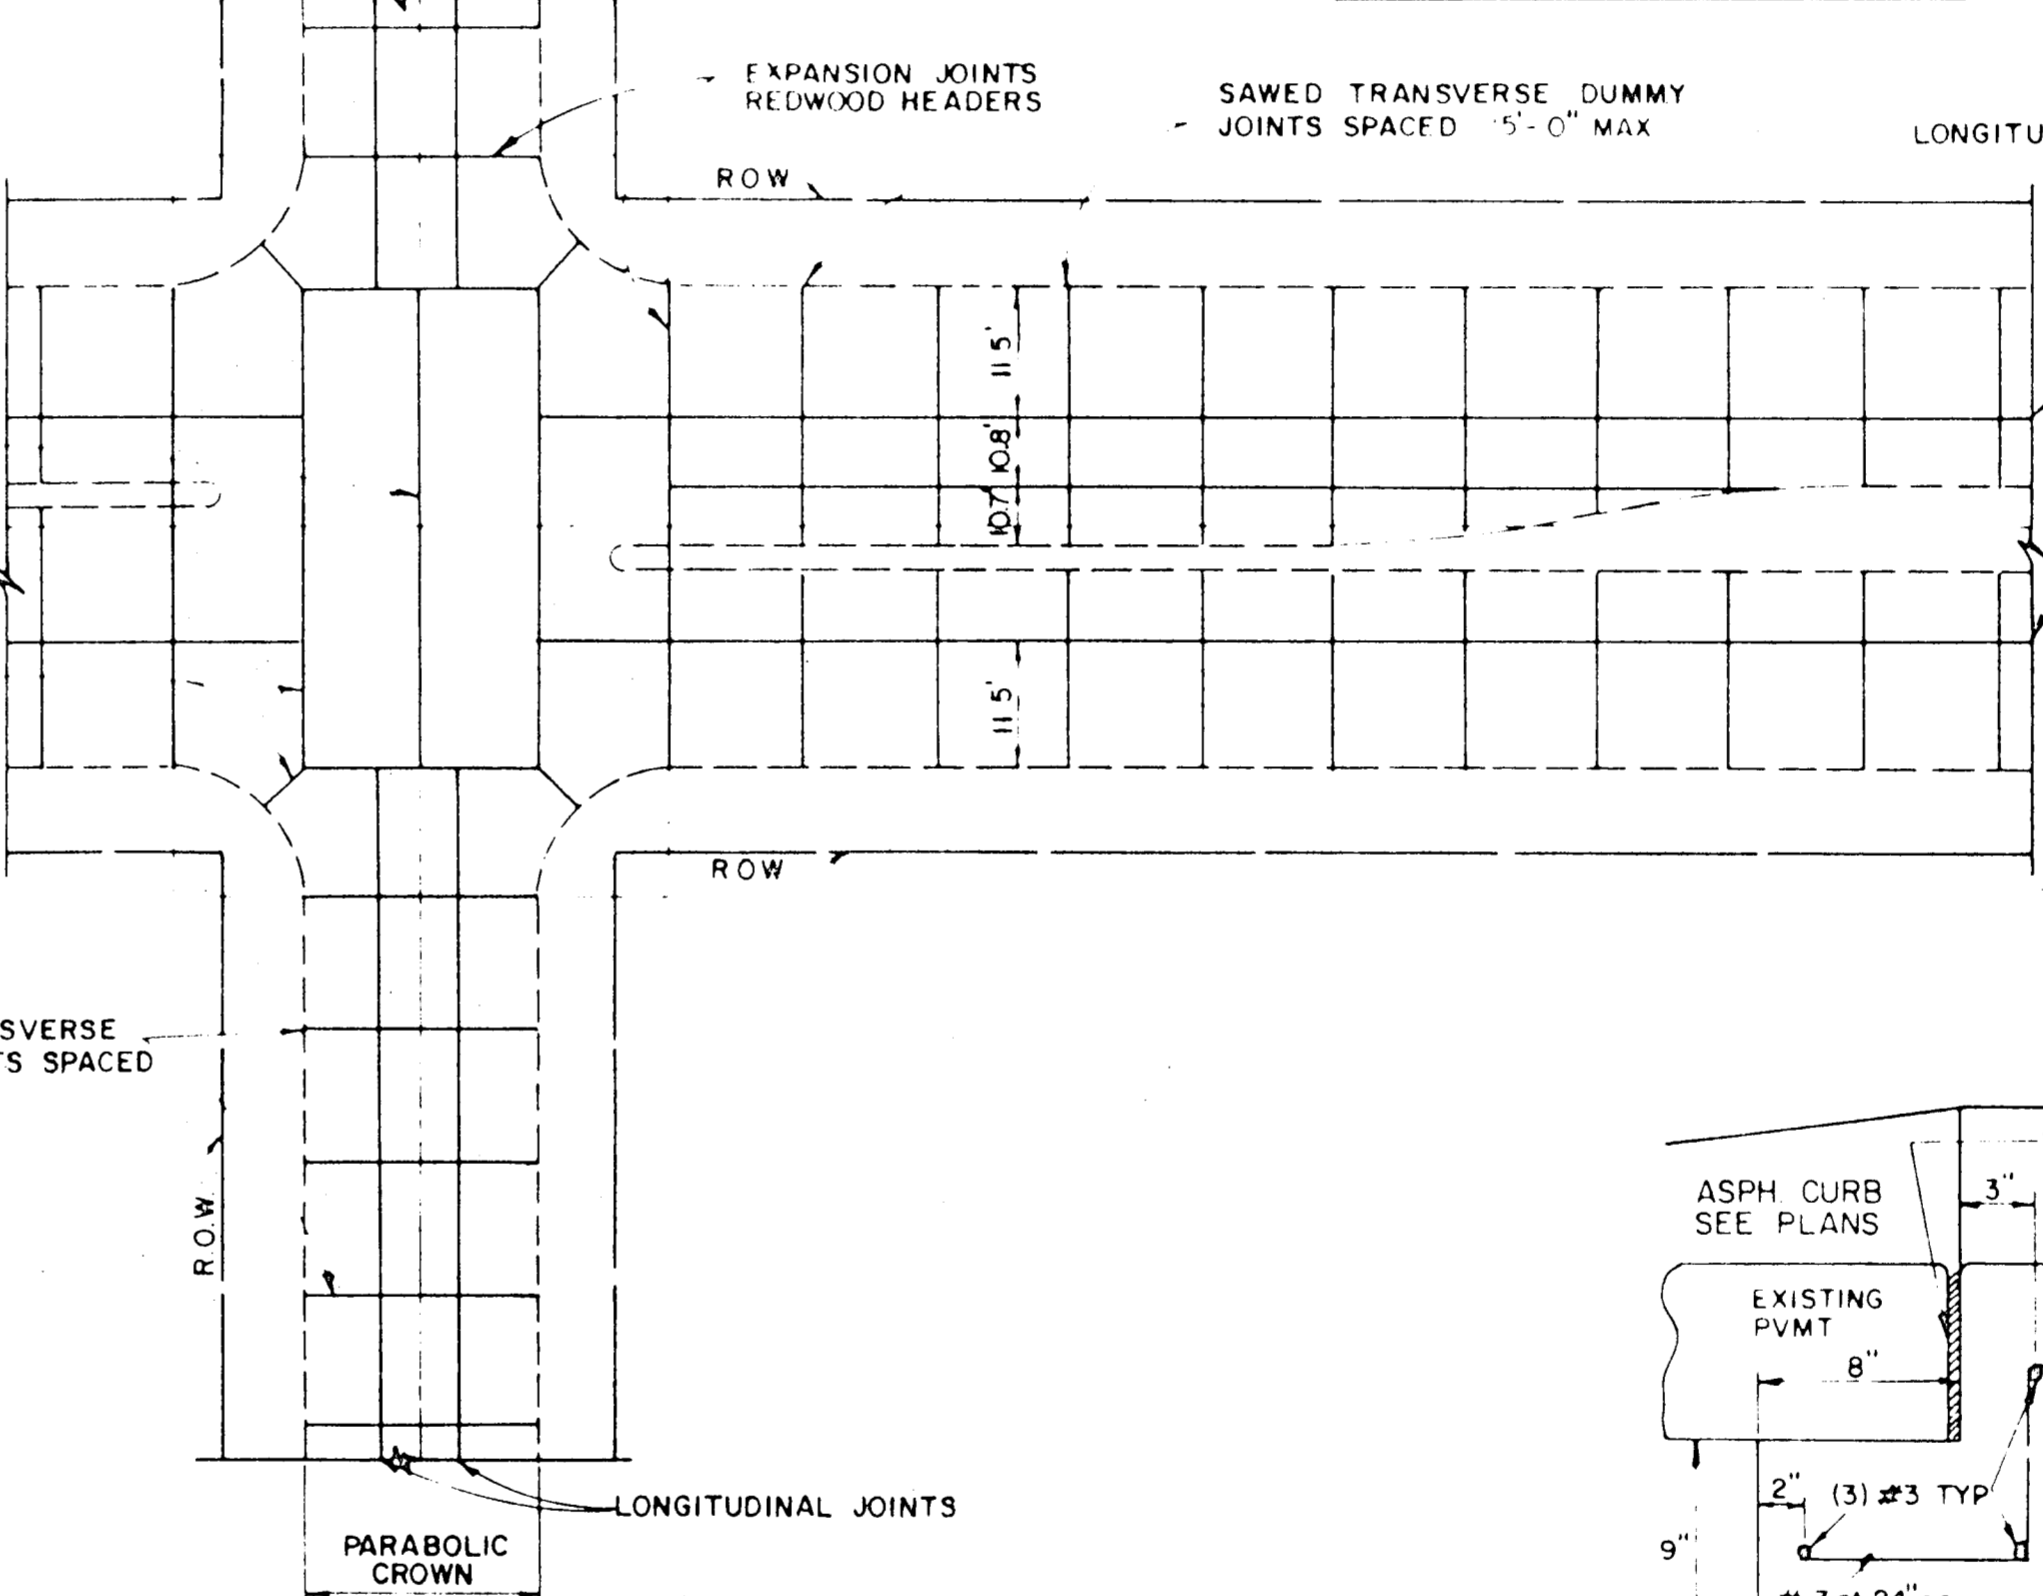 EXPANSION JOINTS
REDWOOD HEADERS
SAWED TRANSVERSE DUMMY
JOINTS SPACED 5'-0" MAX
LONGITU
ROW
11 5'
10.8'
10.7'
11 5'
ROW
SVERSE
TS SPACED
R.O.W.
ASPH. CURB
SEE PLANS
3"
EXISTING
PVMT
8"
2"
(3) #3 TYP
9"
LONGITUDINAL JOINTS
PARABOLIC
CROWN